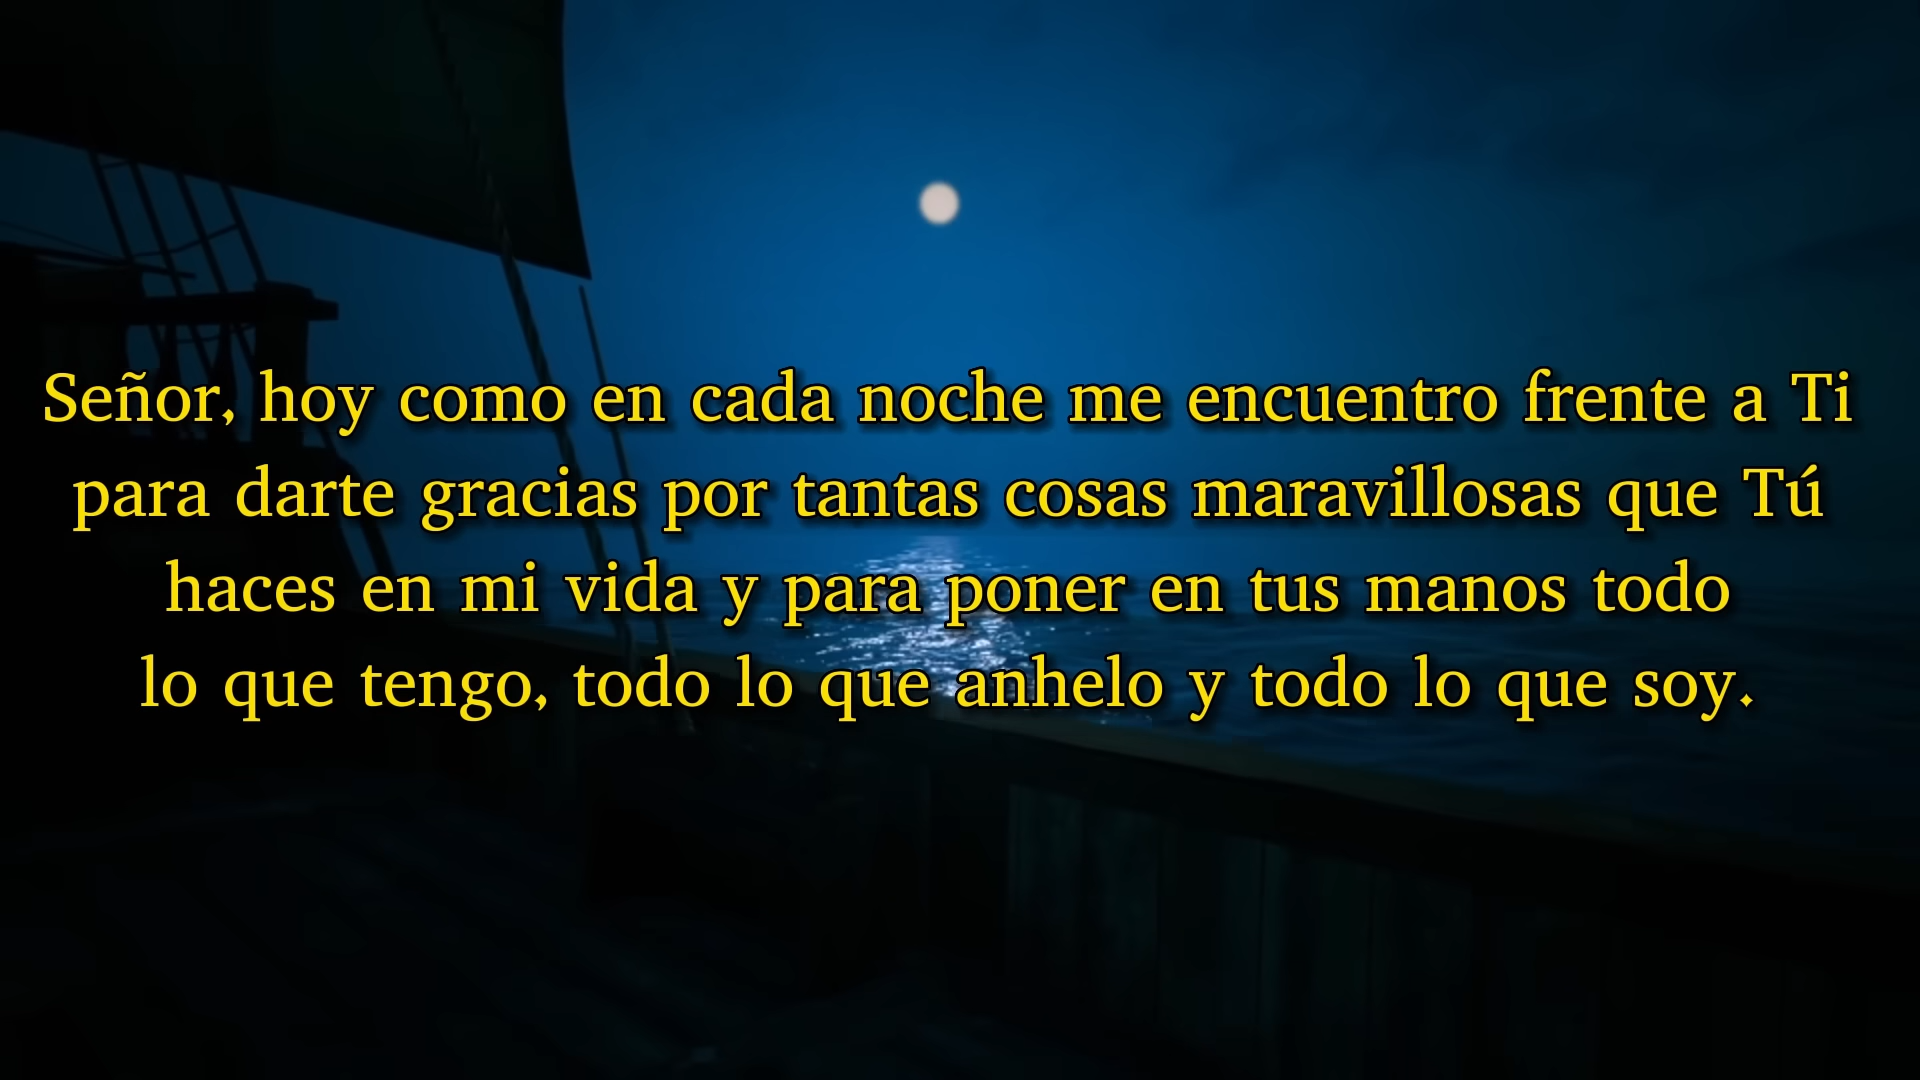 Señor, hoy como en cada noche me encuentro frente a Ti
para darte gracias por tantas cosas maravillosas que Tú
haces en mi vida y para poner en tus manos todo
lo que tengo, todo lo que anhelo y todo lo que soy.